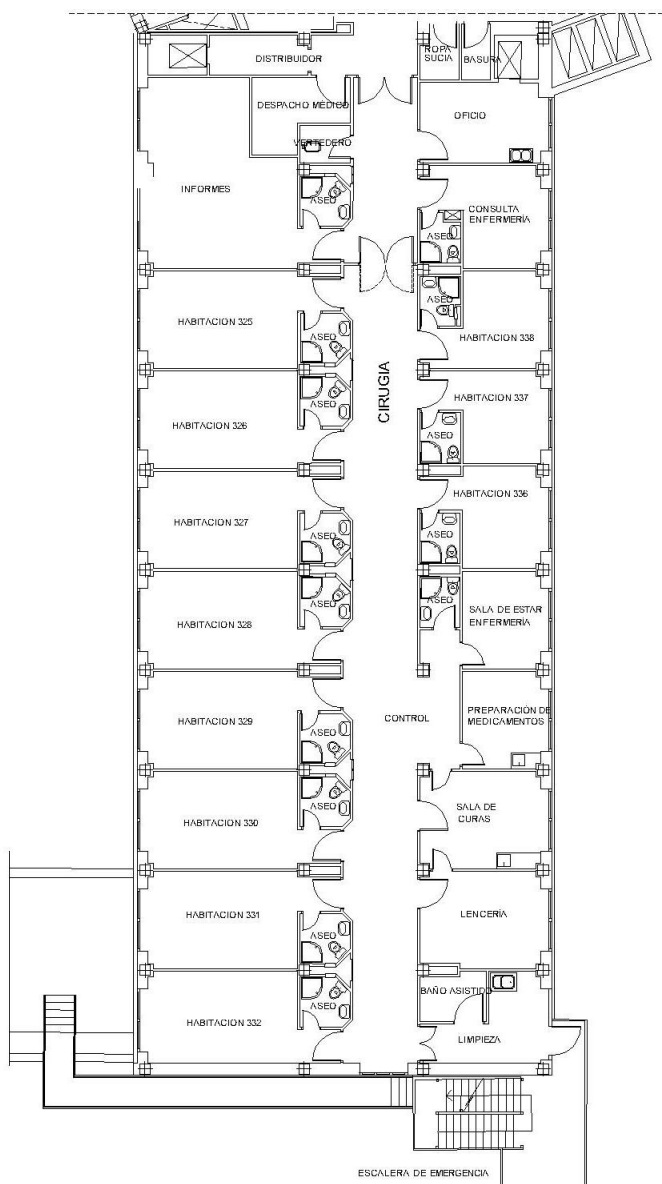 ROPA
SUCIA
BASURA
DISTRIBUIDOR
DESPACHO MÉDICO
OFICIO
VERTEDERO
INFORMES
ASEO
CONSULTA
ENFERMERÍA
ASEO
ASEO
HABITACION 325
ASEO
HABITACION 338
CIRUGIA
HABITACION 326
ASEO
HABITACION 337
ASEO
HABITACION 327
ASEO
HABITACION 336
ASEO
HABITACION 328
ASEO
ASEO
SALA DE ESTAR
ENFERMERÍA
HABITACION 329
ASEO
CONTROL
PREPARACIÓN DE
MEDICAMENTOS
HABITACION 330
ASEO
SALA DE
CURAS
HABITACION 331
ASEO
LENCERÍA
HABITACION 332
ASEO
BAÑO ASISTIDO
LIMPIEZA
ESCALERA DE EMERGENCIA